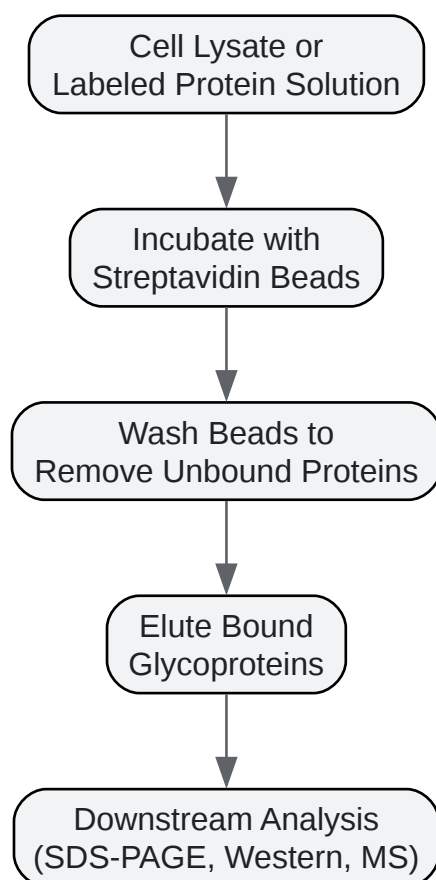 Cell Lysate or
Labeled Protein Solution
Incubate with
Streptavidin Beads
Wash Beads to
Remove Unbound Proteins
Elute Bound
Glycoproteins
Downstream Analysis
(SDS-PAGE, Western, MS)